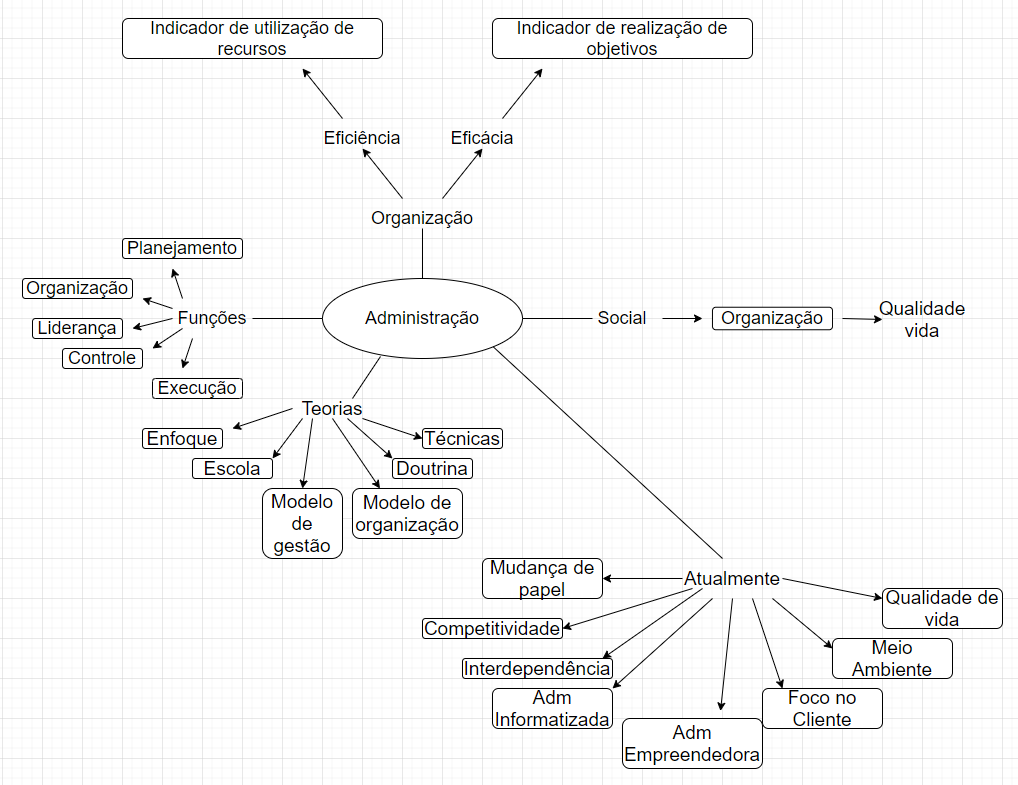 Indicador de utilização de
recursos
Indicador de realização de
objetivos
Eficiência
Eficácia
Organização
Planejamento
Organização
Liderança
Controle
Execução
Funções
Administração
Social
Organização
Qualidade
vida
Teorias
Enfoque
Escola
Modelo
de
gestão
Modelo de
organização
Doutrina
Técnicas
Atualmente
Mudança de
papel
Competitividade
Interdependência
Adm
Informatizada
Adm
Empreendedora
Foco no
Cliente
Meio
Ambiente
Qualidade de
vida